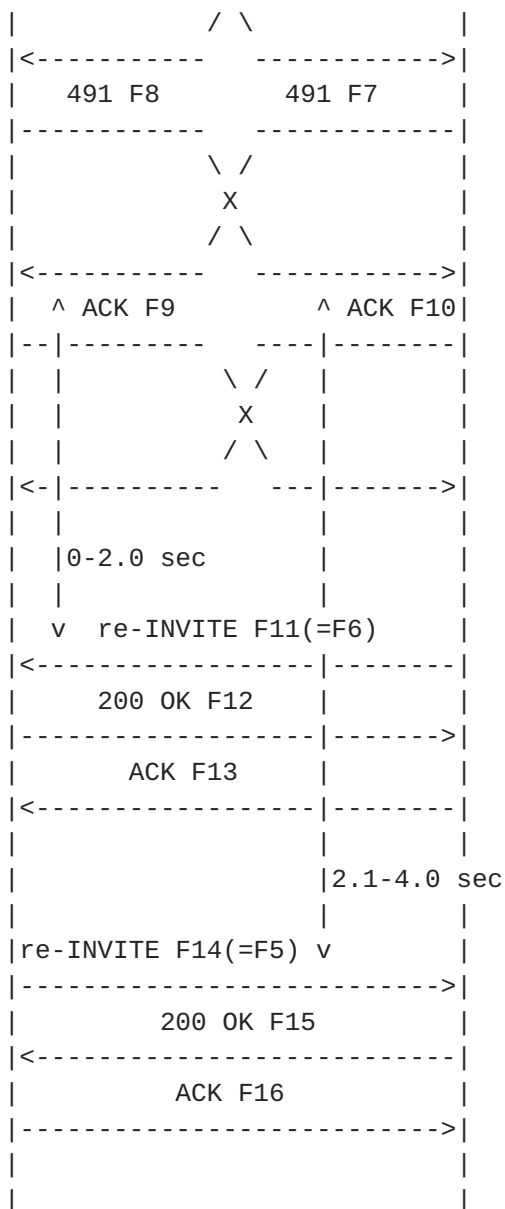 |            / \            |
|<-----------   ----------->|
|   491 F8        491 F7    |
|------------   ------------|
|            \ /            |
|             X             |
|            / \            |
|<-----------   ----------->|
|  ^ ACK F9         ^ ACK F10|
|--|---------   ----|-------|
|  |          \ /   |       |
|  |           X    |       |
|  |          / \   |       |
|<-|----------   ---|------>|
|  |                |       |
|  |0-2.0 sec       |       |
|  |                |       |
|  v  re-INVITE F11(=F6)    |
|<------------------|-------|
|     200 OK F12    |       |
|-------------------|------>|
|       ACK F13     |       |
|<------------------|-------|
|                   |       |
|                   |2.1-4.0 sec
|                   |       |
|re-INVITE F14(=F5) v       |
|-------------------------->|
|         200 OK F15        |
|<--------------------------|
|          ACK F16          |
|-------------------------->|
|                           |
|                           |